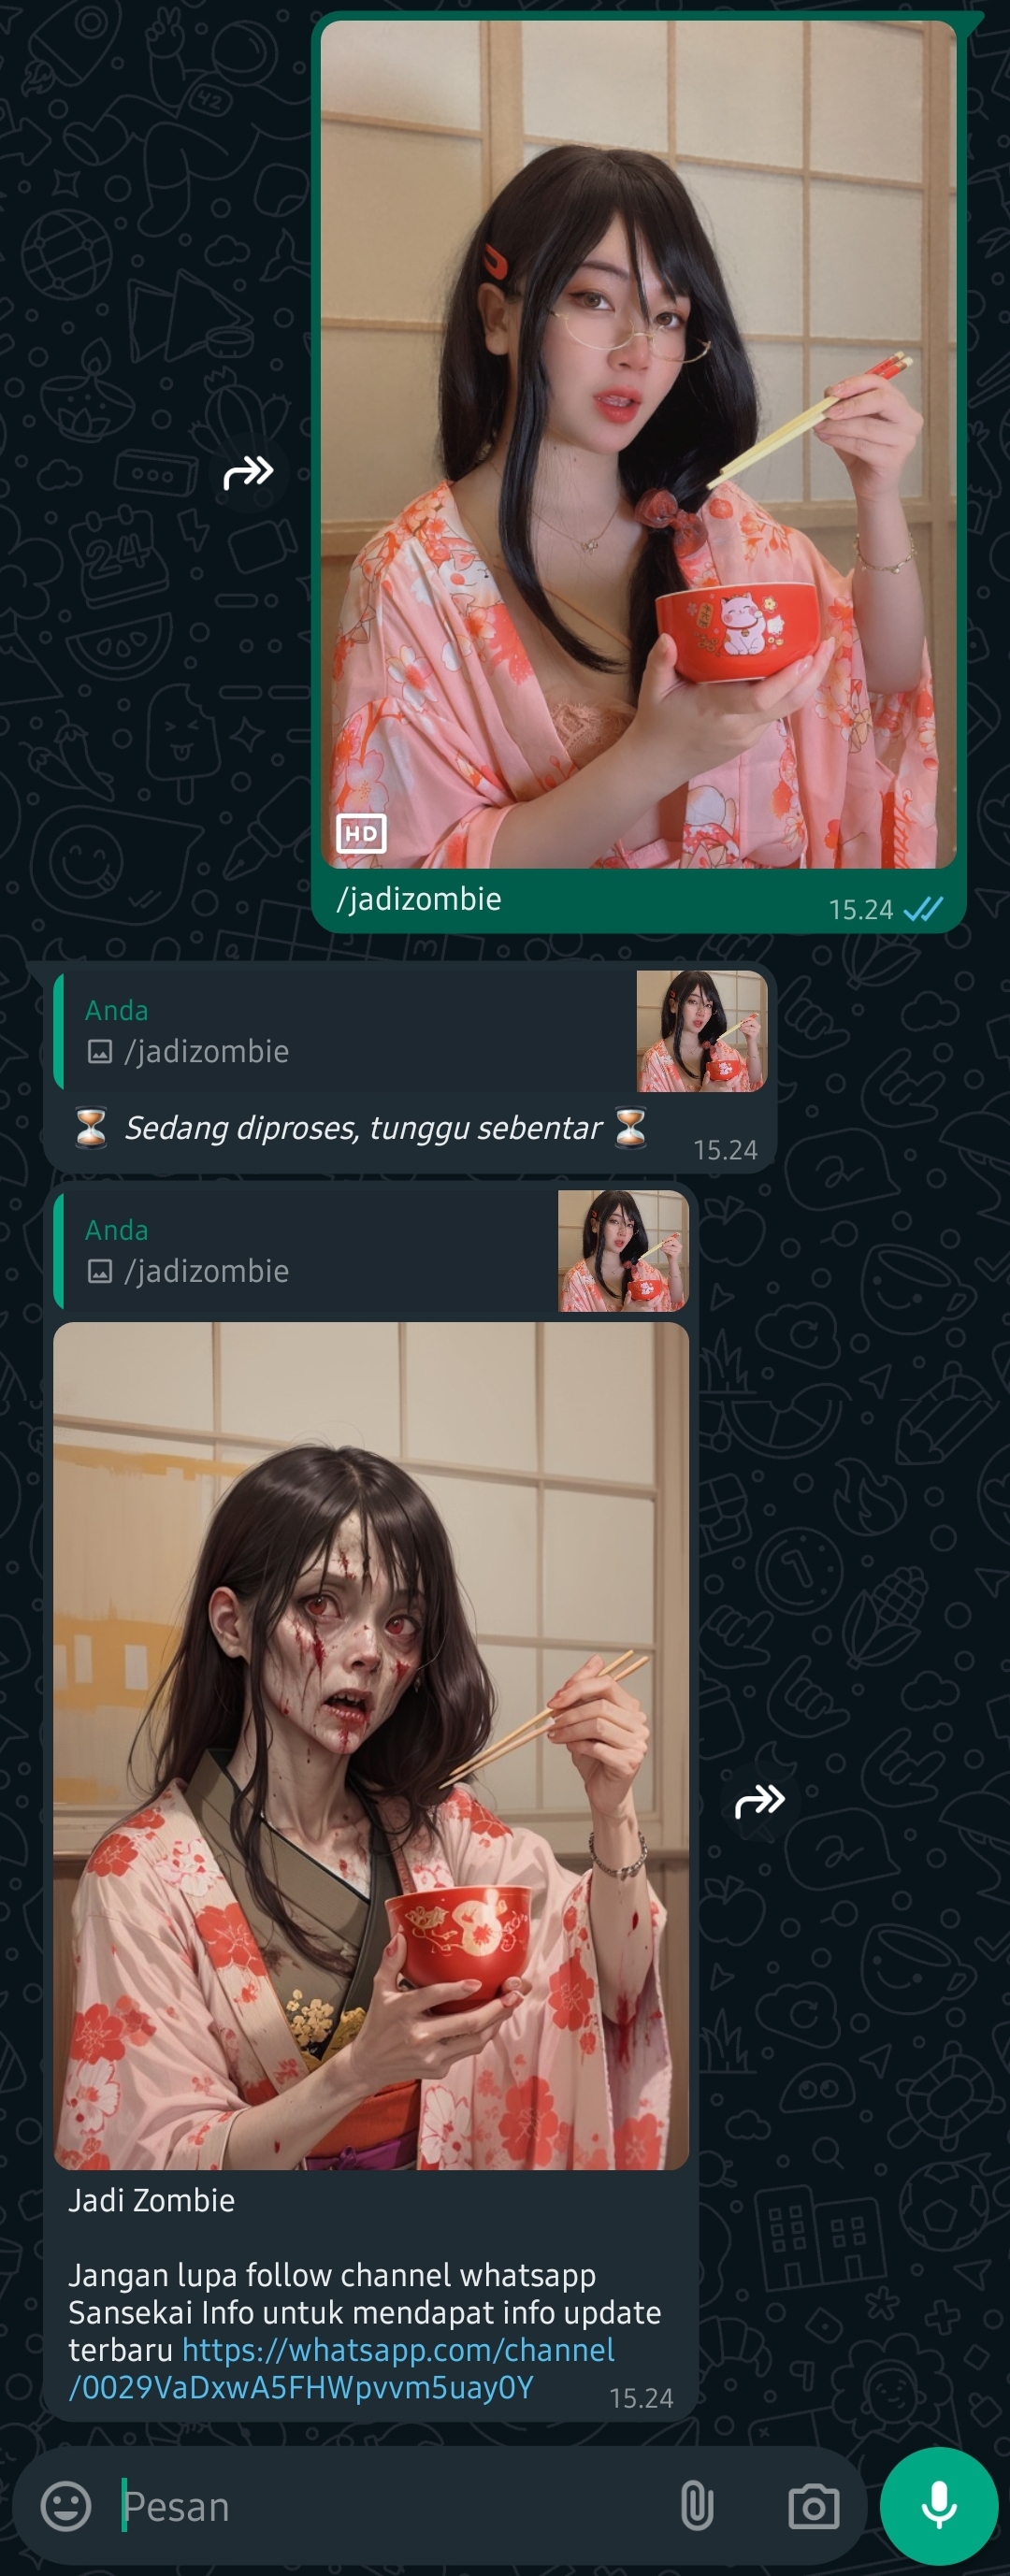 HD
/jadizombie
15.24
Anda
/jadizombie
⏳ Sedang diproses, tunggu sebentar ⏳
15.24
Anda
/jadizombie
Jadi Zombie
Jangan lupa follow channel whatsapp
Sansekai Info untuk mendapat info update
terbaru https://whatsapp.com/channel
/0029VaDxwA5FHWpvvm5uay0Y
15.24
Pesan